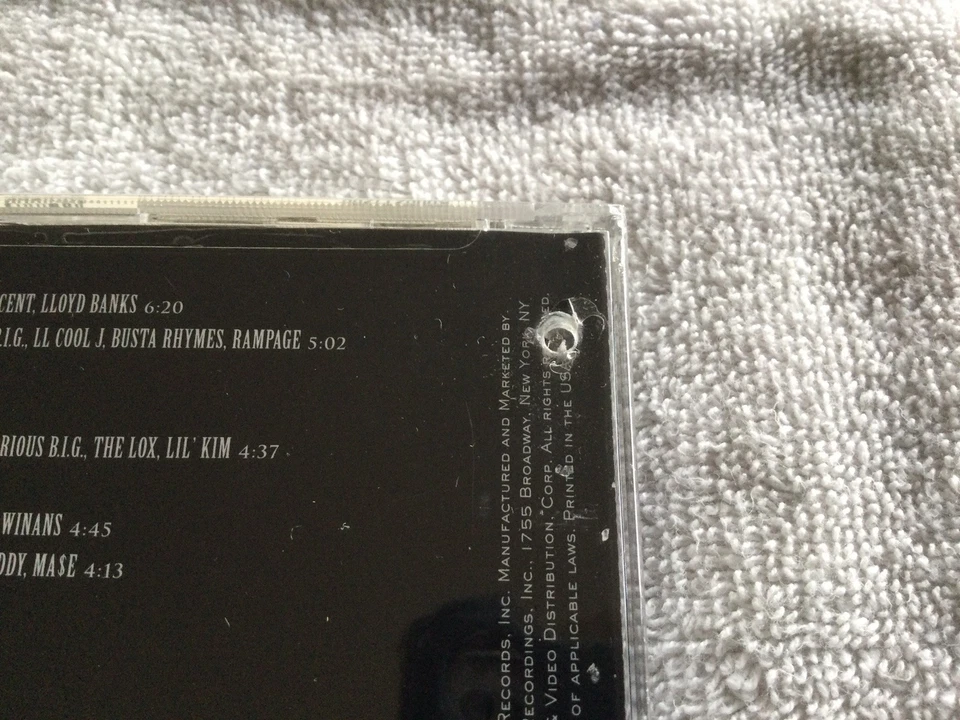 CENT, LLOYD BANKS 6:20
.I.G., LL COOL J, BUSTA RHYMES, RAMPAGE 5:02
RIOUS B.I.G., THE LOX, LIL' KIM 4:37
WINANS 4:45
DDY, MA$E 4:13
RECORDS, INC. MANUFACTURED AND MARKETED BY
RECORDINGS, INC., 1755 BROADWAY, NEW YORK, NY
& VIDEO DISTRIBUTION, CORP. ALL RIGHTS
OF APPLICABLE LAWS. PRINTED IN THE USA